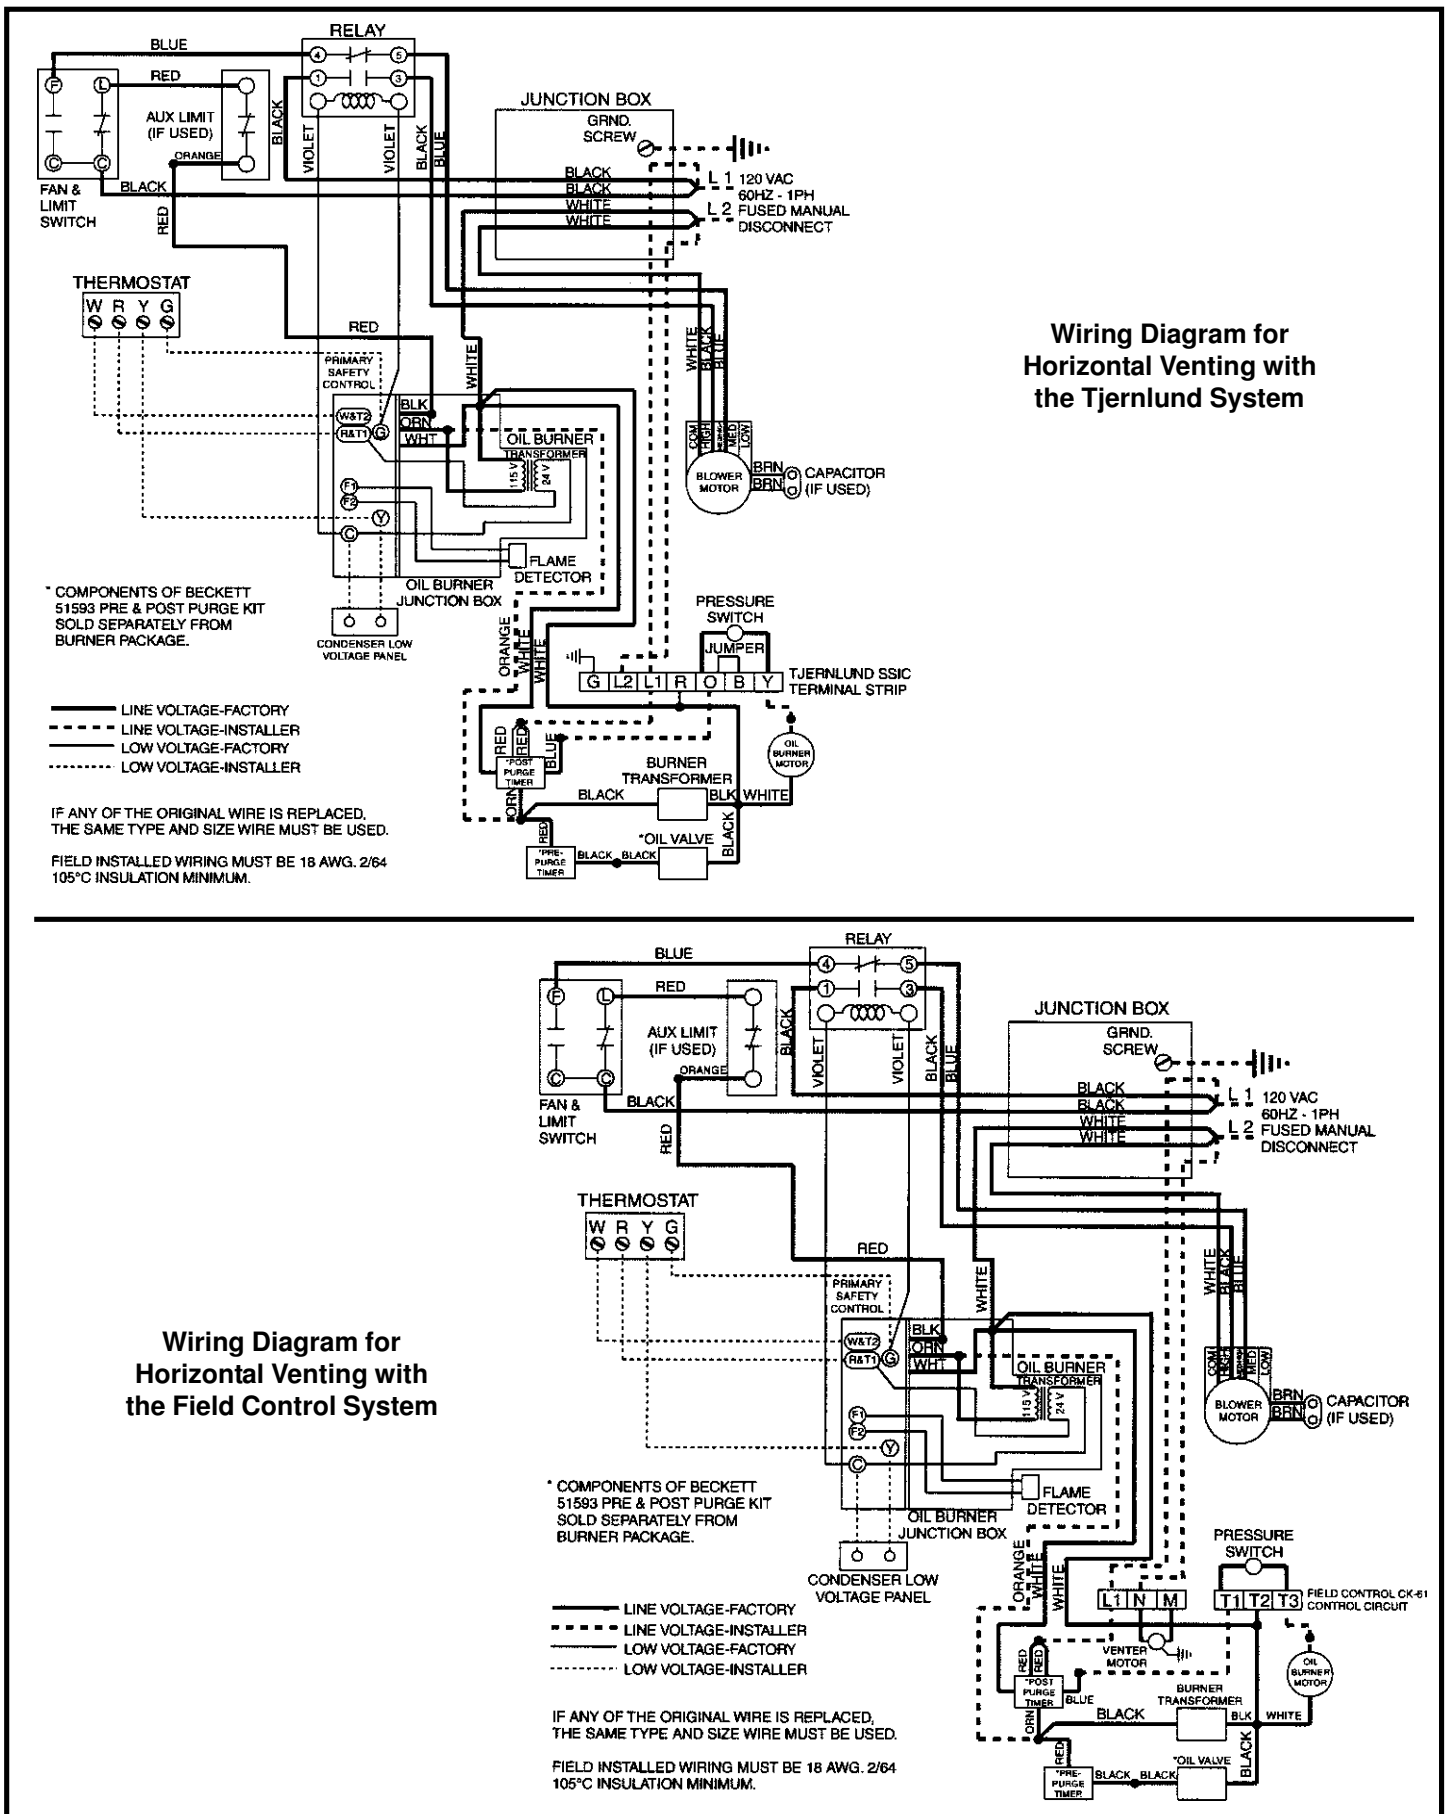 RELAY
BLUE
4
5
F
L
RED
1
3
AUX LIMIT
(IF USED)
BLACK
VIOLET
VIOLET
BLACK
BLUE
JUNCTION BOX
GRND.
SCREW
C
C
ORANGE
FAN &
LIMIT
SWITCH
BLACK
RED
BLACK
BLACK
WHITE
WHITE
L 1
L 2
120 VAC
60HZ - 1PH
FUSED MANUAL
DISCONNECT
THERMOSTAT
W R Y G
RED
PRIMARY
SAFETY
CONTROL
WHITE
WHITE
BLACK
BLUE
Wiring Diagram for
Horizontal Venting with
the Tjernlund System
W&T2
R&T1
G
BLK
ORN
WHT
OIL BURNER
TRANSFORMER
115 V
24 V
COM
HIGH
MED
LOW
BLOWER
MOTOR
BRN
BRN
CAPACITOR
(IF USED)
F1
F2
Y
C
FLAME
DETECTOR
OIL BURNER
JUNCTION BOX
* COMPONENTS OF BECKETT
51593 PRE & POST PURGE KIT
SOLD SEPARATELY FROM
BURNER PACKAGE.
CONDENSER LOW
VOLTAGE PANEL
ORANGE
WHITE
WHITE
PRESSURE
SWITCH
JUMPER
G L2 L1 R O B Y
TJERNLUND SSIC
TERMINAL STRIP
LINE VOLTAGE-FACTORY
LINE VOLTAGE-INSTALLER
LOW VOLTAGE-FACTORY
LOW VOLTAGE-INSTALLER
RED
RED
BLUE
*POST
PURGE
TIMER
OIL
BURNER
MOTOR
BURNER
TRANSFORMER
ORN
BLACK
BLK
WHITE
IF ANY OF THE ORIGINAL WIRE IS REPLACED,
THE SAME TYPE AND SIZE WIRE MUST BE USED.
RED
*OIL VALVE
BLACK
*PRE-
PURGE
TIMER
BLACK
BLACK
FIELD INSTALLED WIRING MUST BE 18 AWG. 2/64
105°C INSULATION MINIMUM.
RELAY
BLUE
4
5
F
L
RED
1
3
AUX LIMIT
(IF USED)
BLACK
VIOLET
VIOLET
BLACK
BLUE
JUNCTION BOX
GRND.
SCREW
C
C
ORANGE
FAN &
LIMIT
SWITCH
BLACK
RED
BLACK
BLACK
WHITE
WHITE
L 1
L 2
120 VAC
60HZ - 1PH
FUSED MANUAL
DISCONNECT
THERMOSTAT
W R Y G
RED
PRIMARY
SAFETY
CONTROL
WHITE
WHITE
BLACK
BLUE
Wiring Diagram for
Horizontal Venting with
the Field Control System
W&T2
R&T1
G
BLK
ORN
WHT
OIL BURNER
TRANSFORMER
115 V
24 V
COM
HIGH
MED
LOW
BLOWER
MOTOR
BRN
BRN
CAPACITOR
(IF USED)
F1
F2
Y
C
FLAME
DETECTOR
OIL BURNER
JUNCTION BOX
* COMPONENTS OF BECKETT
51593 PRE & POST PURGE KIT
SOLD SEPARATELY FROM
BURNER PACKAGE.
CONDENSER LOW
VOLTAGE PANEL
ORANGE
WHITE
WHITE
PRESSURE
SWITCH
L1 N M
T1 T2 T3
FIELD CONTROL CK-61
CONTROL CIRCUIT
LINE VOLTAGE-FACTORY
LINE VOLTAGE-INSTALLER
LOW VOLTAGE-FACTORY
LOW VOLTAGE-INSTALLER
VENTER
MOTOR
RED
RED
*POST
PURGE
TIMER
BLUE
OIL
BURNER
MOTOR
BURNER
TRANSFORMER
ORN
BLACK
BLK
WHITE
IF ANY OF THE ORIGINAL WIRE IS REPLACED,
THE SAME TYPE AND SIZE WIRE MUST BE USED.
RED
*OIL VALVE
BLACK
*PRE-
PURGE
TIMER
BLACK
BLACK
FIELD INSTALLED WIRING MUST BE 18 AWG. 2/64
105°C INSULATION MINIMUM.